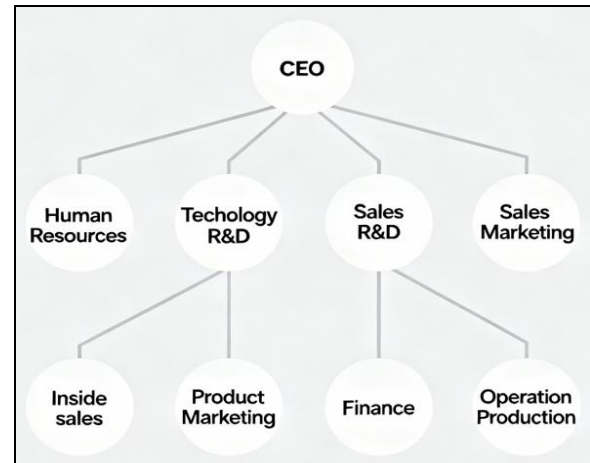 CEO
Human
Resources
Techology
R&D
Sales
R&D
Sales
Marketing
Inside
sales
Product
Marketing
Finance
Operation
Production